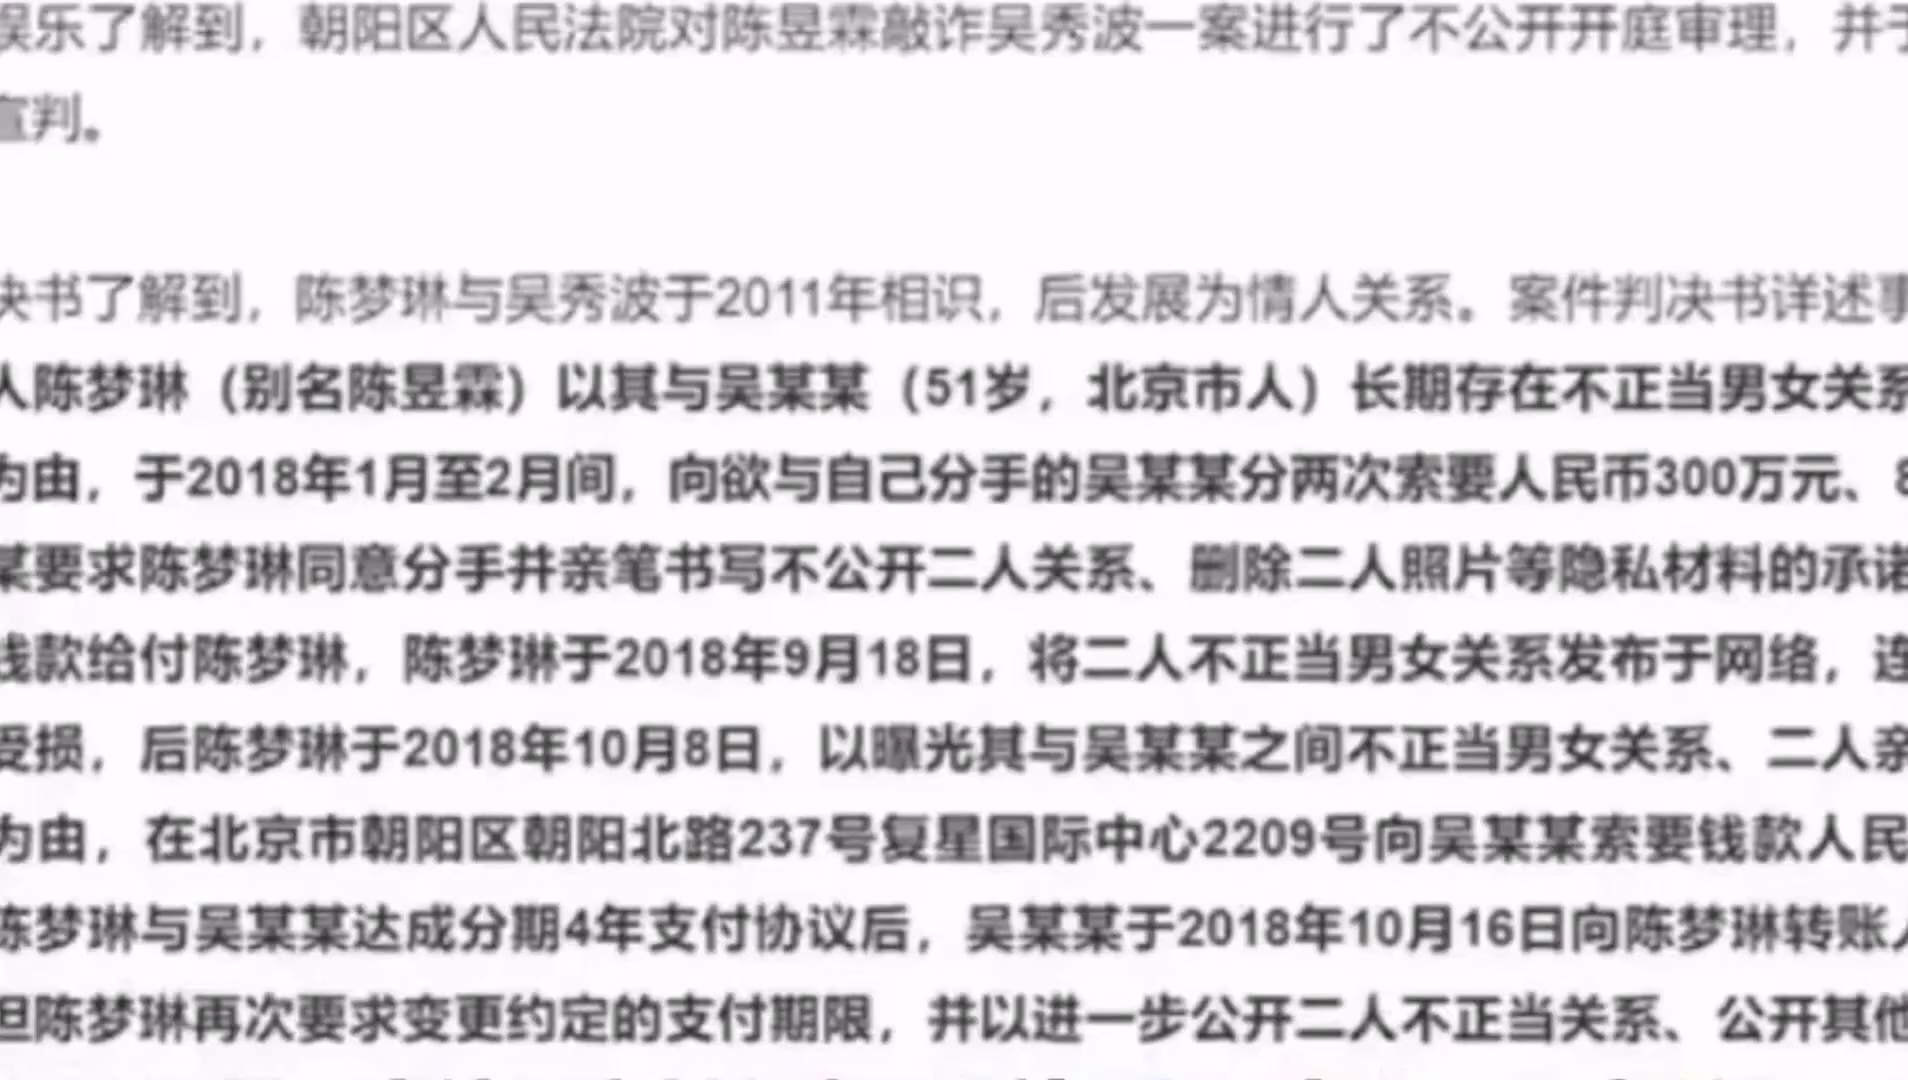 娱乐了解到，朝阳区人民法院对陈昱霖敲诈吴秀波一案进行了不公开开庭审理，并于
宣判。
决书了解到，陈梦琳与吴秀波于2011年相识，后发展为情人关系。案件判决书详述事
人陈梦琳（别名陈昱霖）以其与吴某某（51岁，北京市人）长期存在不正当男女关系
为由，于2018年1月至2月间，向欲与自己分手的吴某某分两次索要人民币300万元、8
某要求陈梦琳同意分手并亲笔书写不公开二人关系、删除二人照片等隐私材料的承诺
钱款给付陈梦琳，陈梦琳于2018年9月18日，将二人不正当男女关系发布于网络，连
受损，后陈梦琳于2018年10月8日，以曝光其与吴某某之间不正当男女关系、二人亲
为由，在北京市朝阳区朝阳北路237号复星国际中心2209号向吴某某索要钱款人民
陈梦琳与吴某某达成分期4年支付协议后，吴某某于2018年10月16日向陈梦琳转账人
但陈梦琳再次要求变更约定的支付期限，并以进一步公开二人不正当关系、公开其他